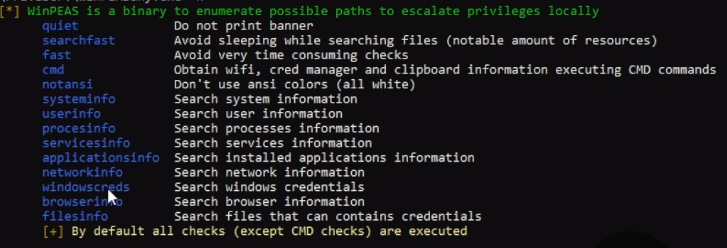 [*] WinPEAS is a binary to enumerate possible paths to escalate privileges locally
quiet Do not print banner
searchfast Avoid sleeping while searching files (notable amount of resources)
fast Avoid very time consuming checks
cmd Obtain wifi, cred manager and clipboard information executing CMD commands
notansi Don't use ansi colors (all white)
systeminfo Search system information
userinfo Search user information
procesinfo Search processes information
servicesinfo Search services information
applicationsinfo Search installed applications information
networkinfo Search network information
windowscreds Search windows credentials
browserinfo Search browser information
filesinfo Search files that can contains credentials
[+] By default all checks (except CMD checks) are executed